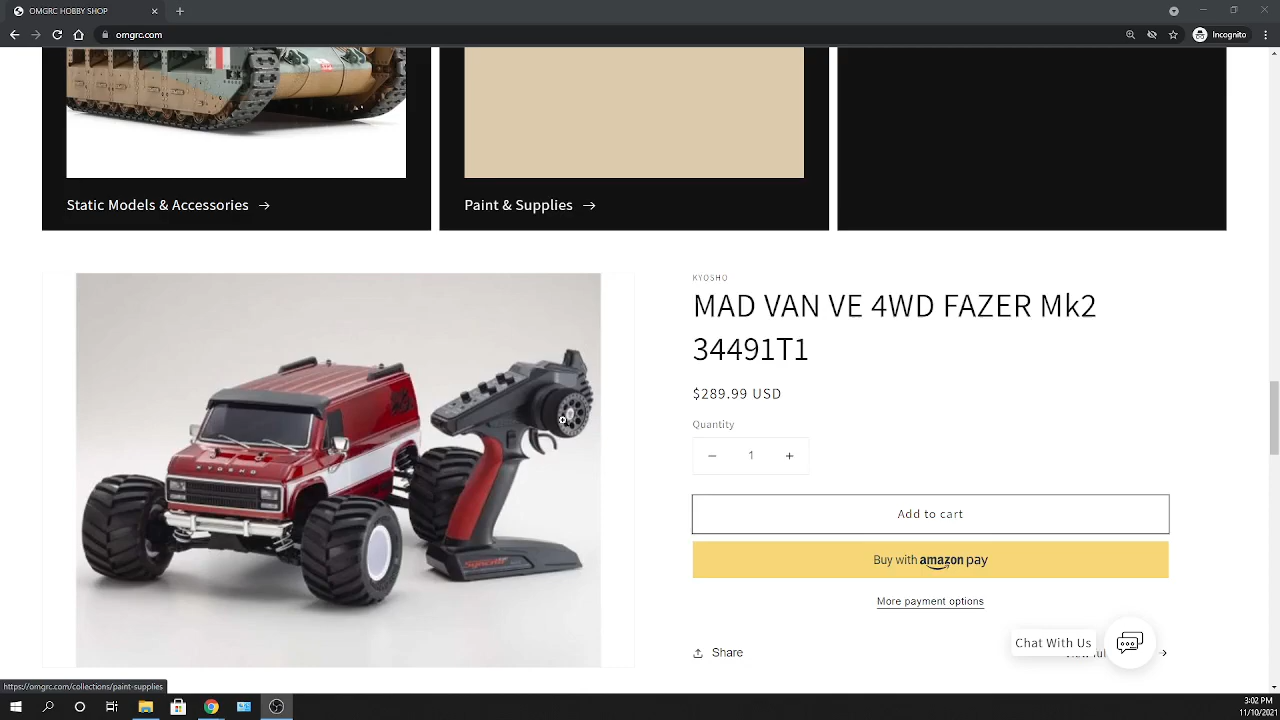 OMGRC HOBBY SHOP
omgrc.com
Incognito
Static Models & Accessories →
Paint & Supplies →
KYOSHO
MAD VAN VE 4WD FAZER Mk2
34491T1
$289.99 USD
Quantity
− 1 +
Add to cart
Buy with amazon pay
More payment options
KYOSHO
Syncro
Share
Chat With Us
https://omgrc.com/collections/paint-supplies
3:02 PM
11/10/2021